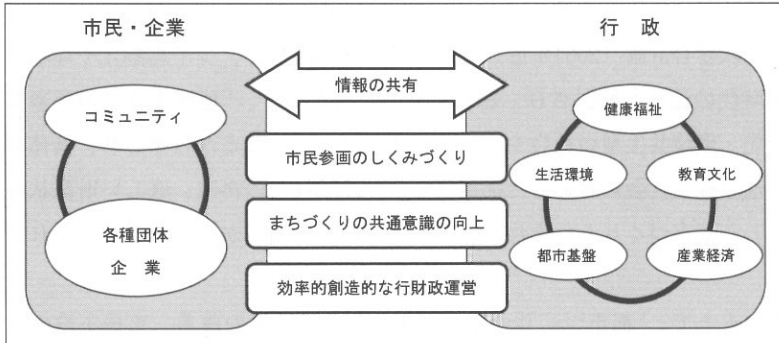 市民・企業
行　政
情報の共有
コミュニティ
健康福祉
市民参画のしくみづくり
生活環境
教育文化
まちづくりの共通意識の向上
各種団体
企　業
都市基盤
産業経済
効率的創造的な行財政運営